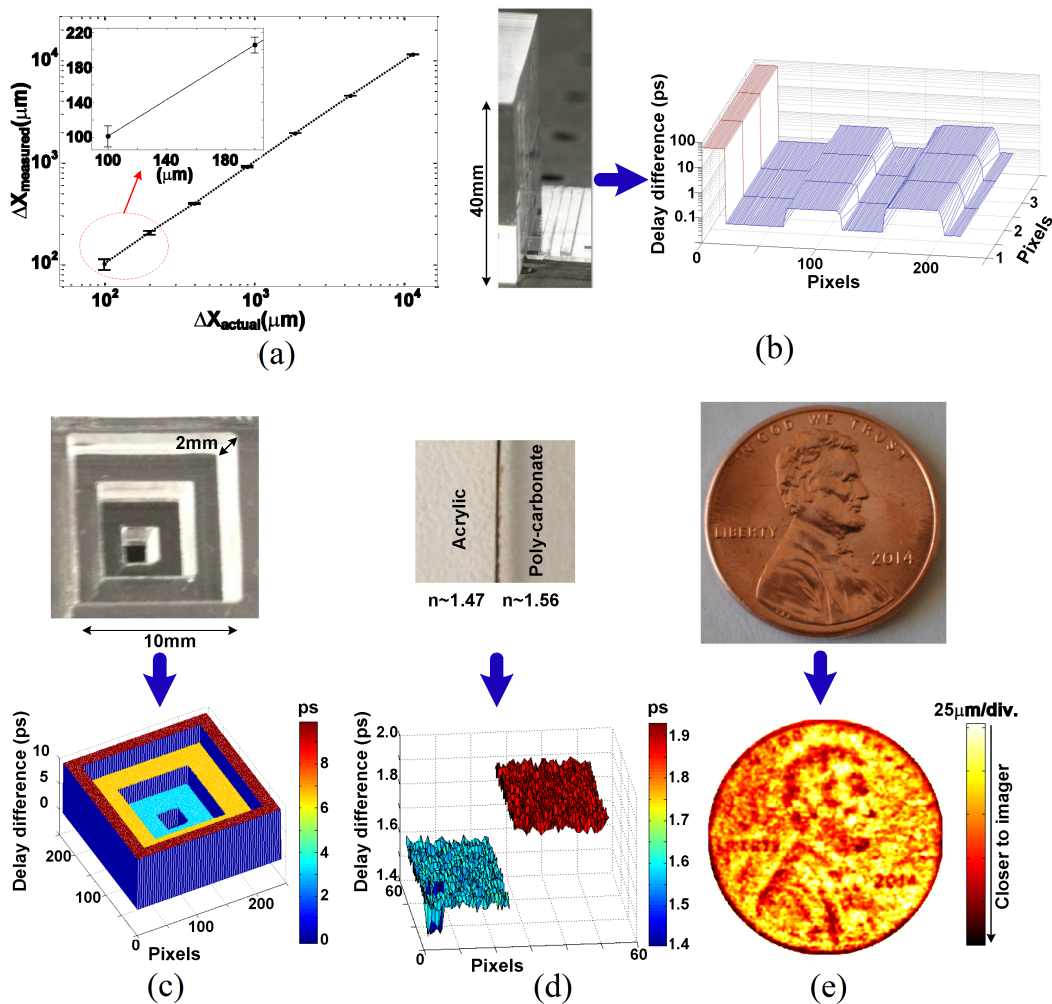 220
180
140
100
100 140 180
(μm)
10⁴
10³
10²
ΔXmeasured(μm)
10² 10³ 10⁴
ΔXactual(μm)
(a)
40mm
Delay difference (ps)
100
10
1
0.1
0 100 200
Pixels
1
2
3
Pixels
(b)
2mm
10mm
ps
Delay difference (ps)
10
5
0
200
100
0
100
200
Pixels
8
6
4
2
0
(c)
Acrylic
Poly-carbonate
n~1.47 n~1.56
ps
Delay difference (ps)
2.0
1.8
1.6
1.4
60
0
60
Pixels
1.9
1.8
1.7
1.6
1.5
1.4
(d)
IN GOD WE TRUST
LIBERTY
2014
25μm/div.
Closer to imager
2014
(e)